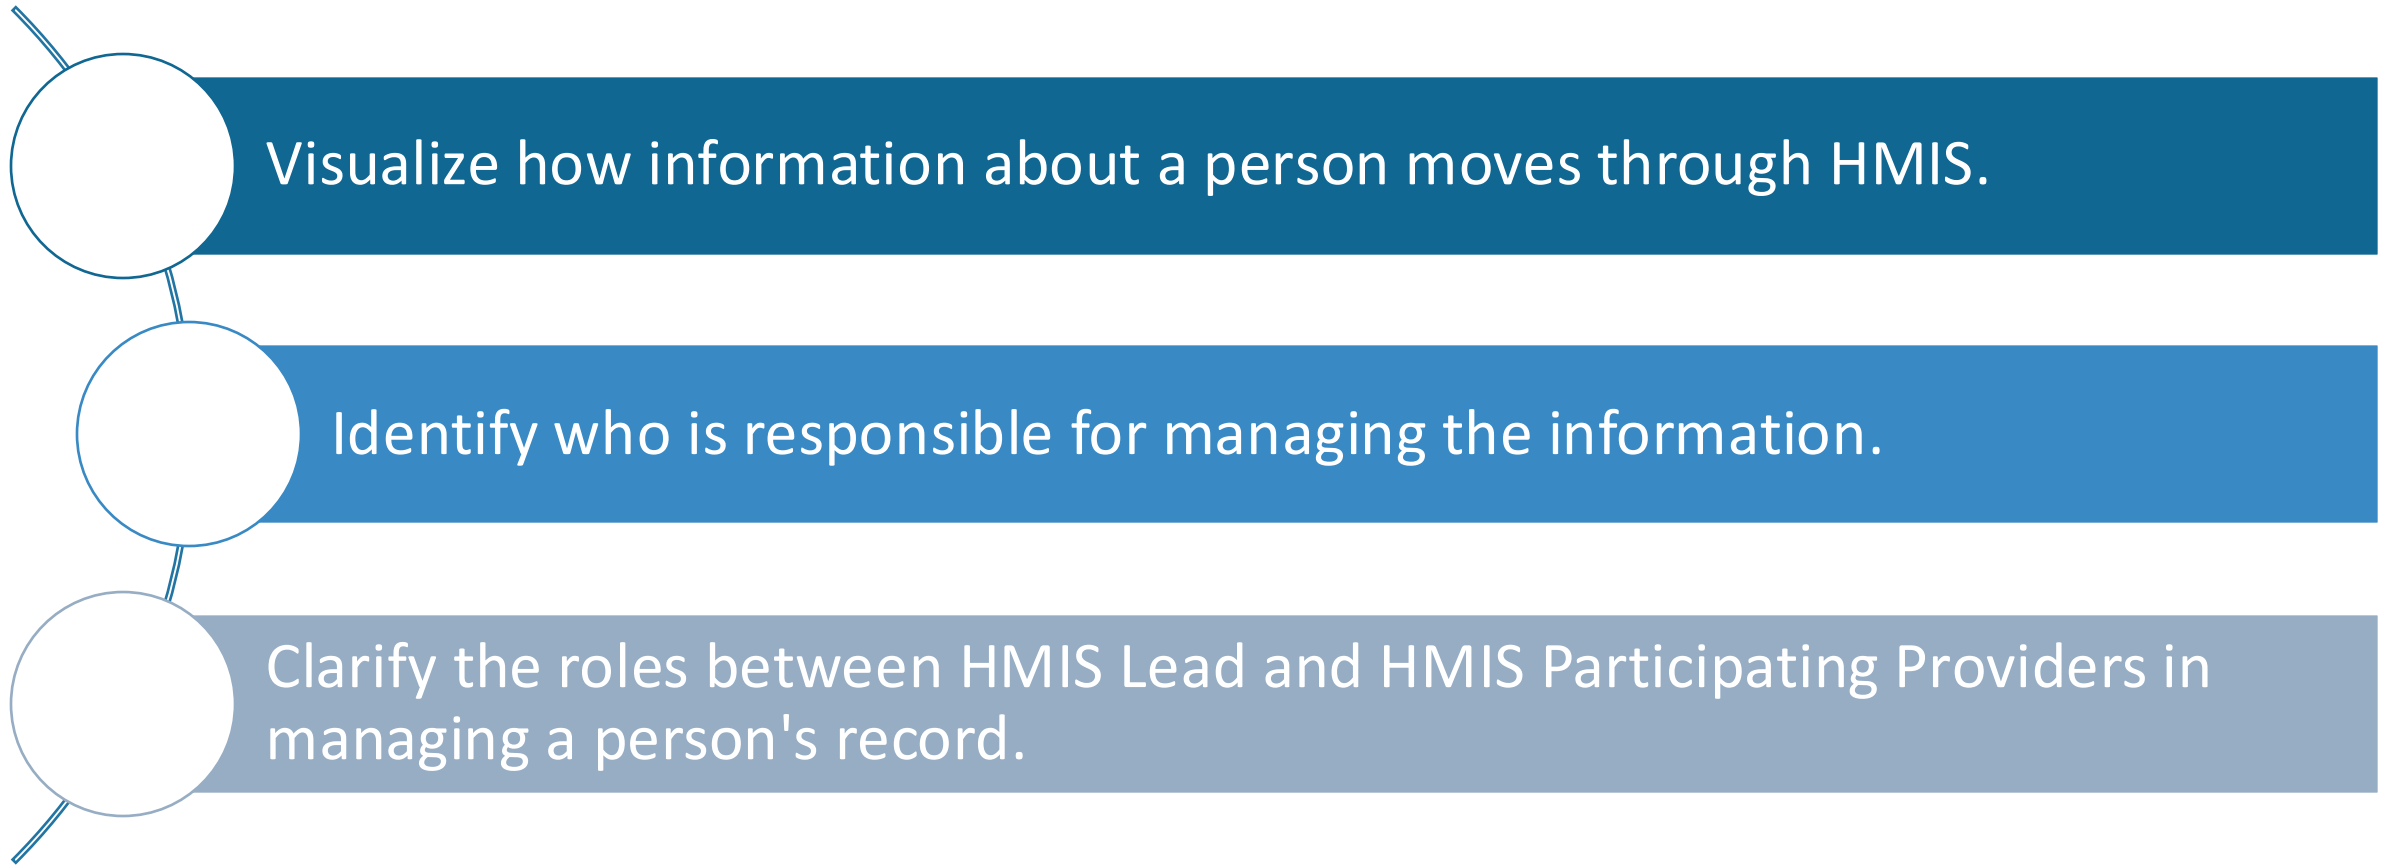 Visualize how information about a person moves through HMIS.
Identify who is responsible for managing the information.
Clarify the roles between HMIS Lead and HMIS Participating Providers in
managing a person's record.